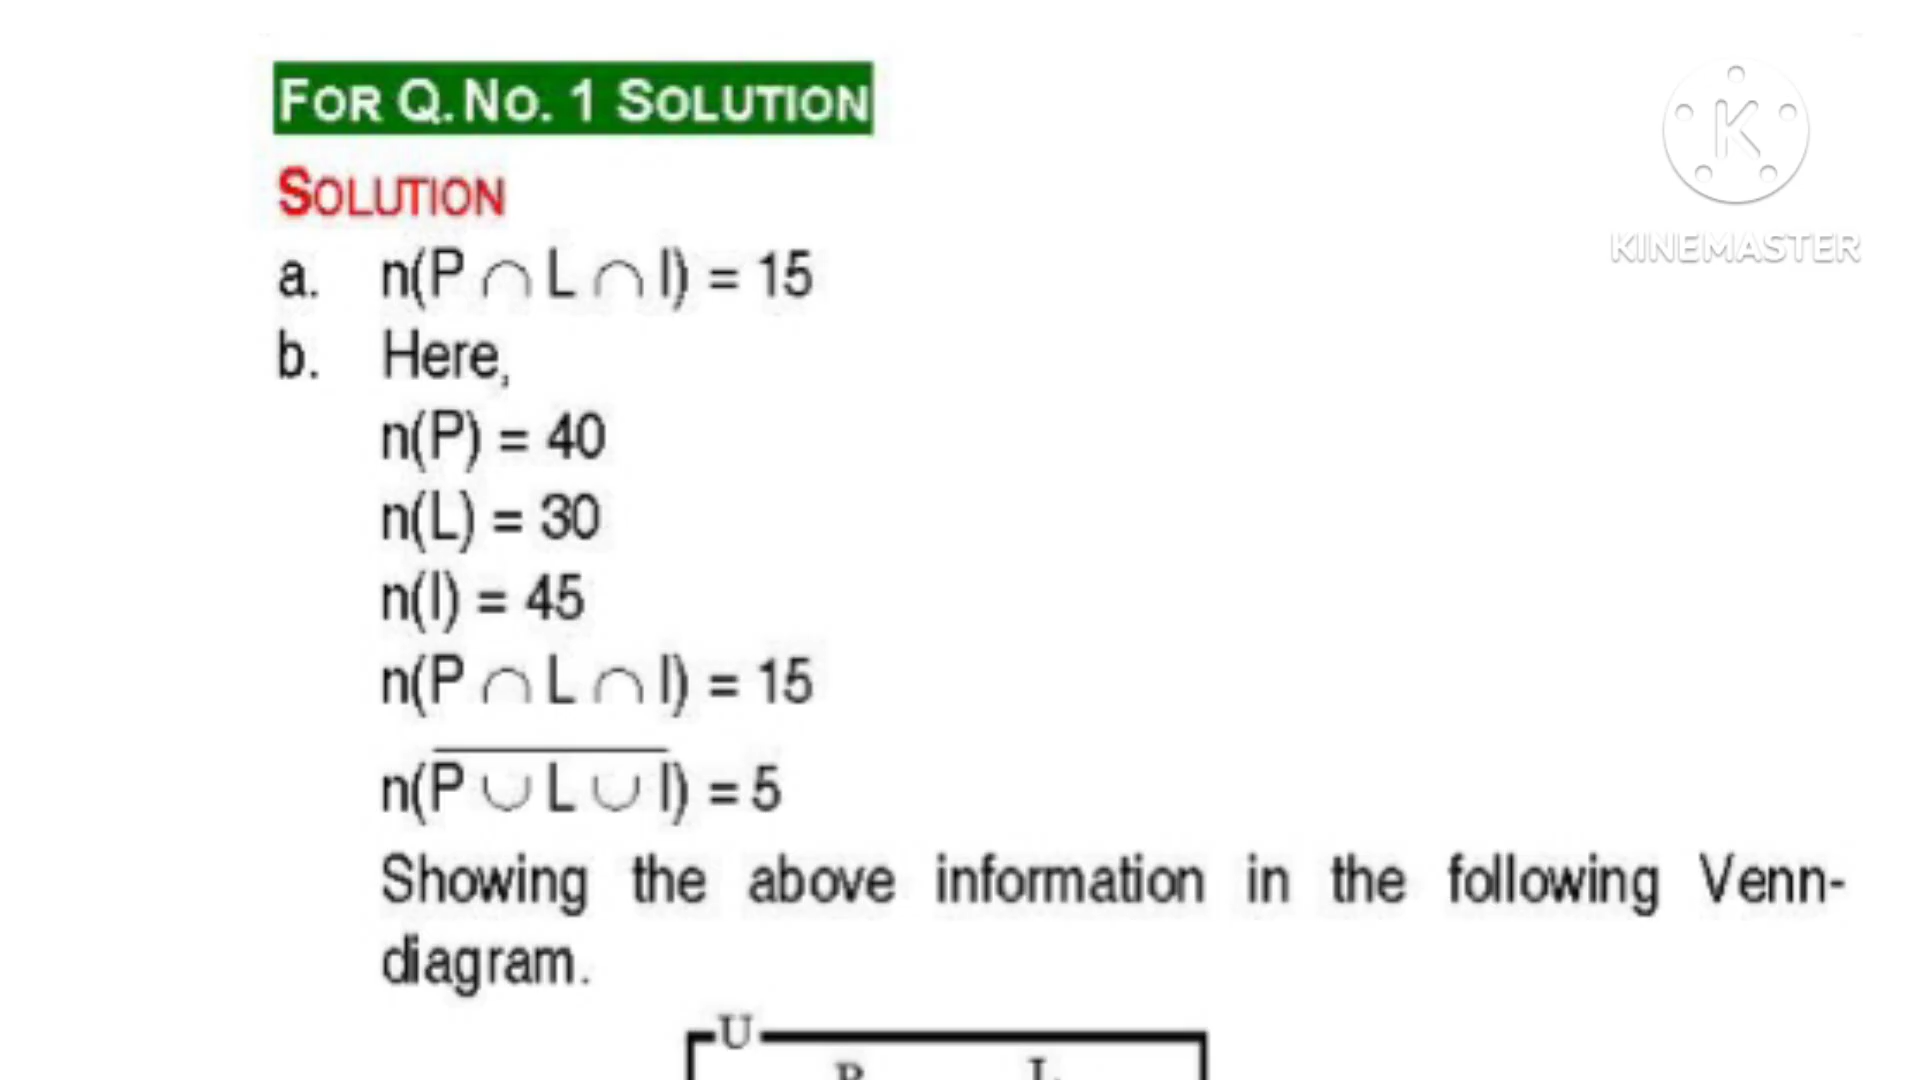 FOR Q. NO. 1 SOLUTION
K
KINEMASTER
SOLUTION
a. n(P ∩ L ∩ I) = 15
b. Here,
n(P) = 40
n(L) = 30
n(I) = 45
n(P ∩ L ∩ I) = 15
n(P̅ ̅∪̅ ̅L̅ ̅∪̅ ̅I̅) = 5
Showing the above information in the following Venn-
diagram.
U
P L